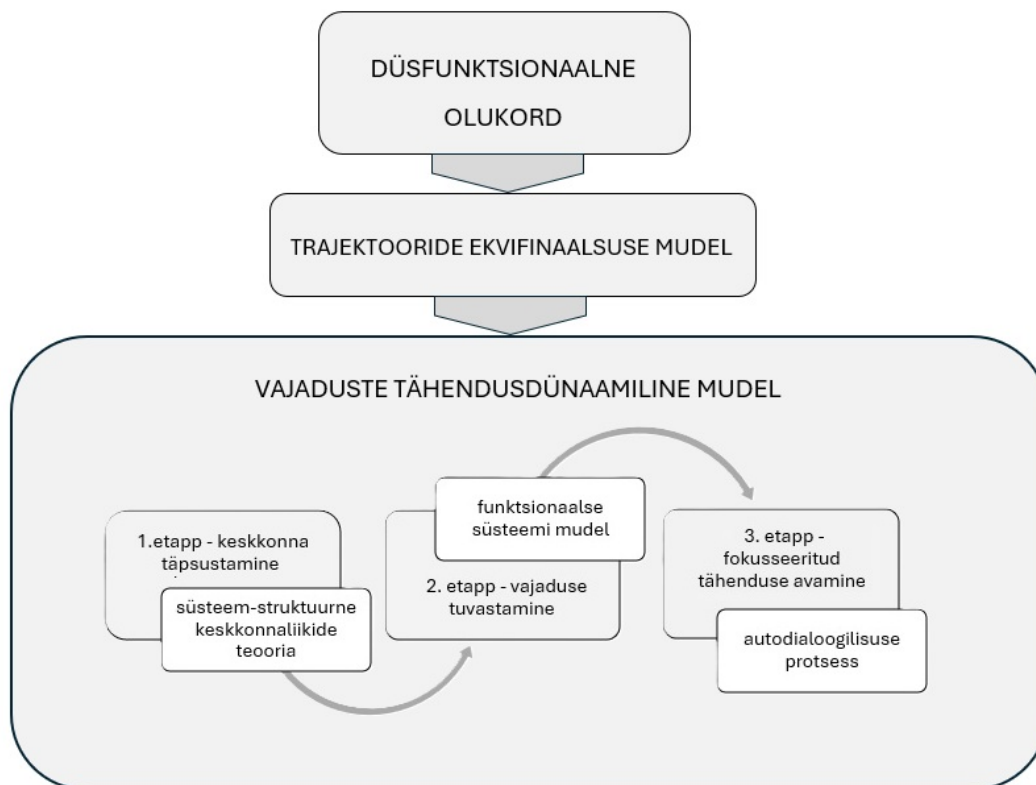 DÜSFUNKTSIONAALNE
OLUKORD
TRAJEKTOORIDE EKVIFINAALSUSE MUDEL
VAJADUSTE TÄHENDUSDÜNAAMILINE MUDEL
1.etapp - keskkonna
täpsustamine
süsteem-struktuurne
keskkonnaliikide
teooria
funktsionaalse
süsteemi mudel
2. etapp - vajaduse
tuvastamine
3. etapp -
fokusseeritud
tähenduse avamine
autodialoogilisuse
protsess